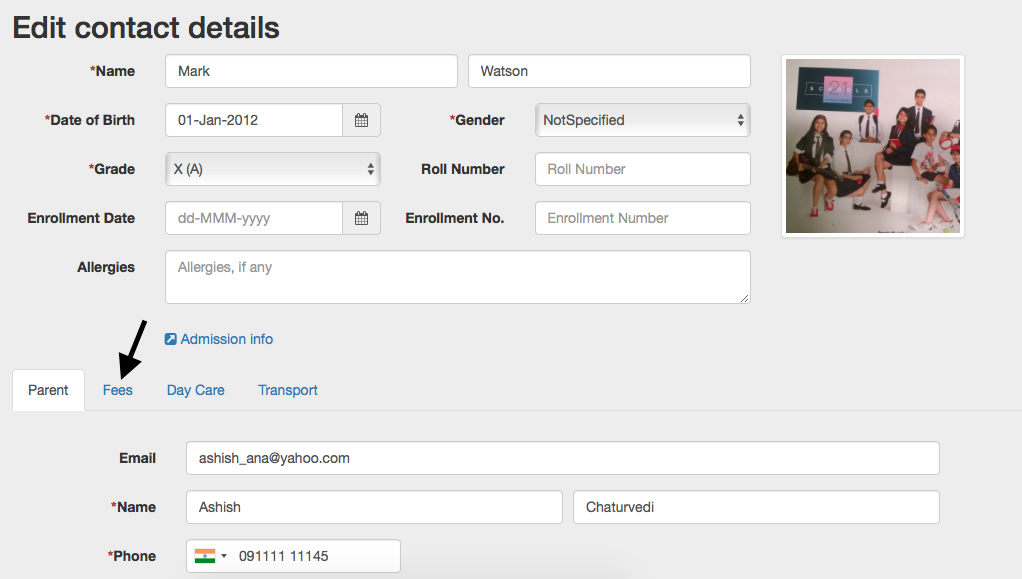 Edit contact details
*Name Mark Watson
*Date of Birth 01-Jan-2012 *Gender NotSpecified
*Grade X (A) Roll Number Roll Number
Enrollment Date dd-MMM-yyyy Enrollment No. Enrollment Number
Allergies Allergies, if any
21
Admission info
Parent Fees Day Care Transport
Email ashish_ana@yahoo.com
*Name Ashish Chaturvedi
*Phone 091111 11145